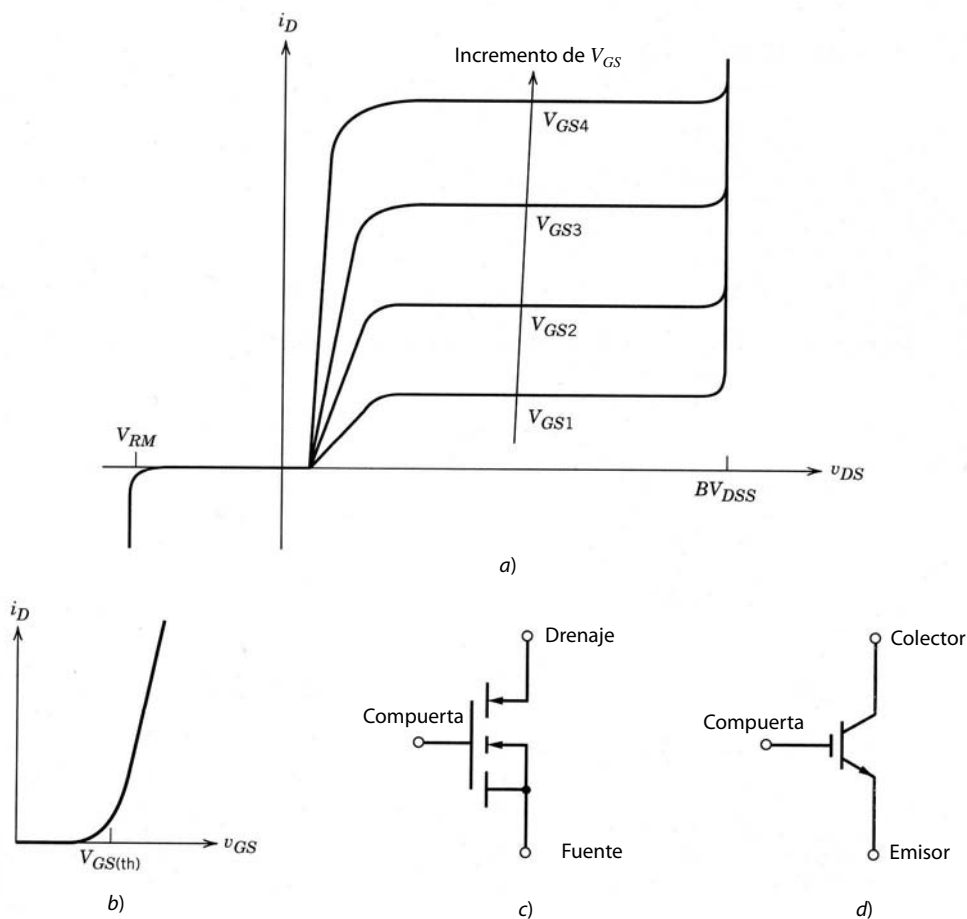 i_D
Incremento de V_GS
V_GS4
V_GS3
V_GS2
V_GS1
V_RM
v_DS
BV_DSS
a)
i_D
v_GS
V_GS(th)
b)
Drenaje
Compuerta
Fuente
c)
Colector
Compuerta
Emisor
d)